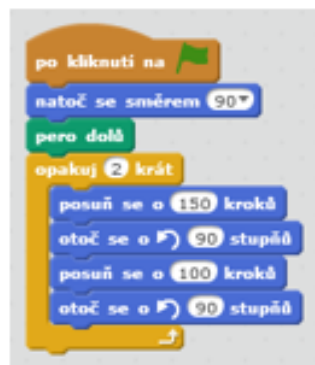 po kliknutí na
natoč se směrem 90
pero dolů
opakuj 2 krát
posuň se o 150 kroků
otoč se o 90 stupňů
posuň se o 100 kroků
otoč se o 90 stupňů